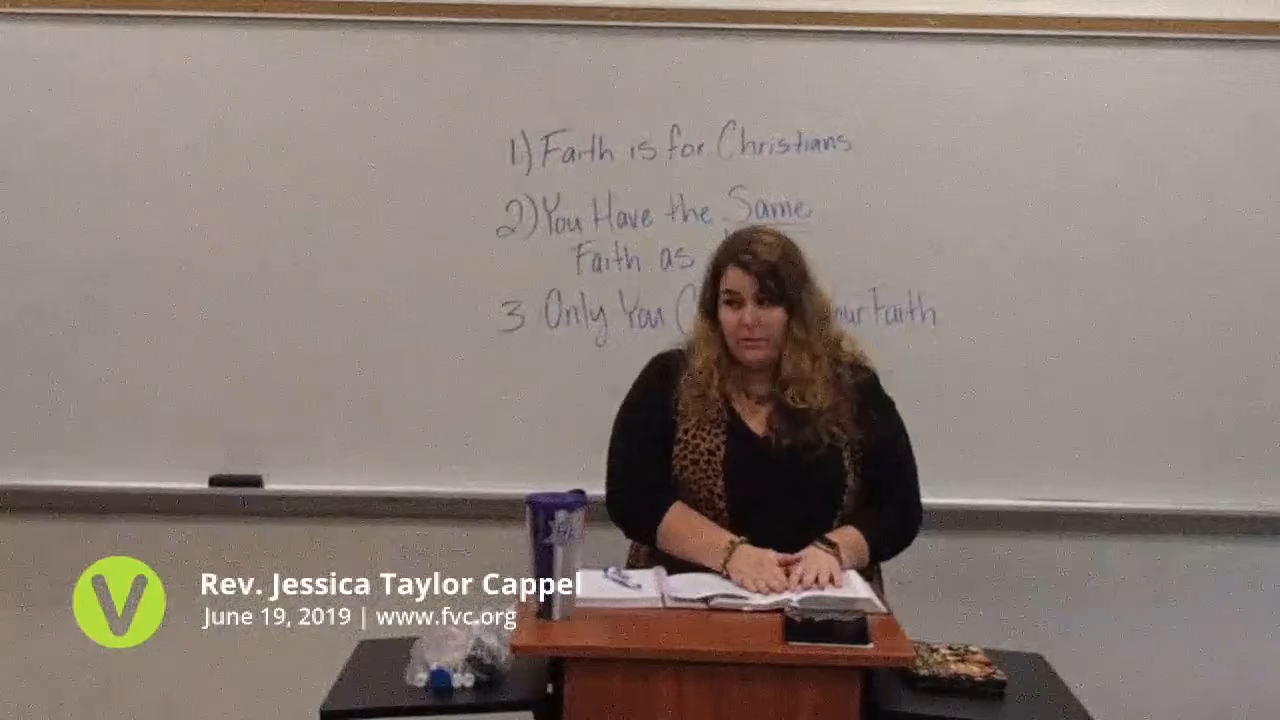 1) Faith is for Christians
2) You Have the Same
Faith as
3 Only You
our Faith
V
Rev. Jessica Taylor Cappel
June 19, 2019 | www.fvc.org